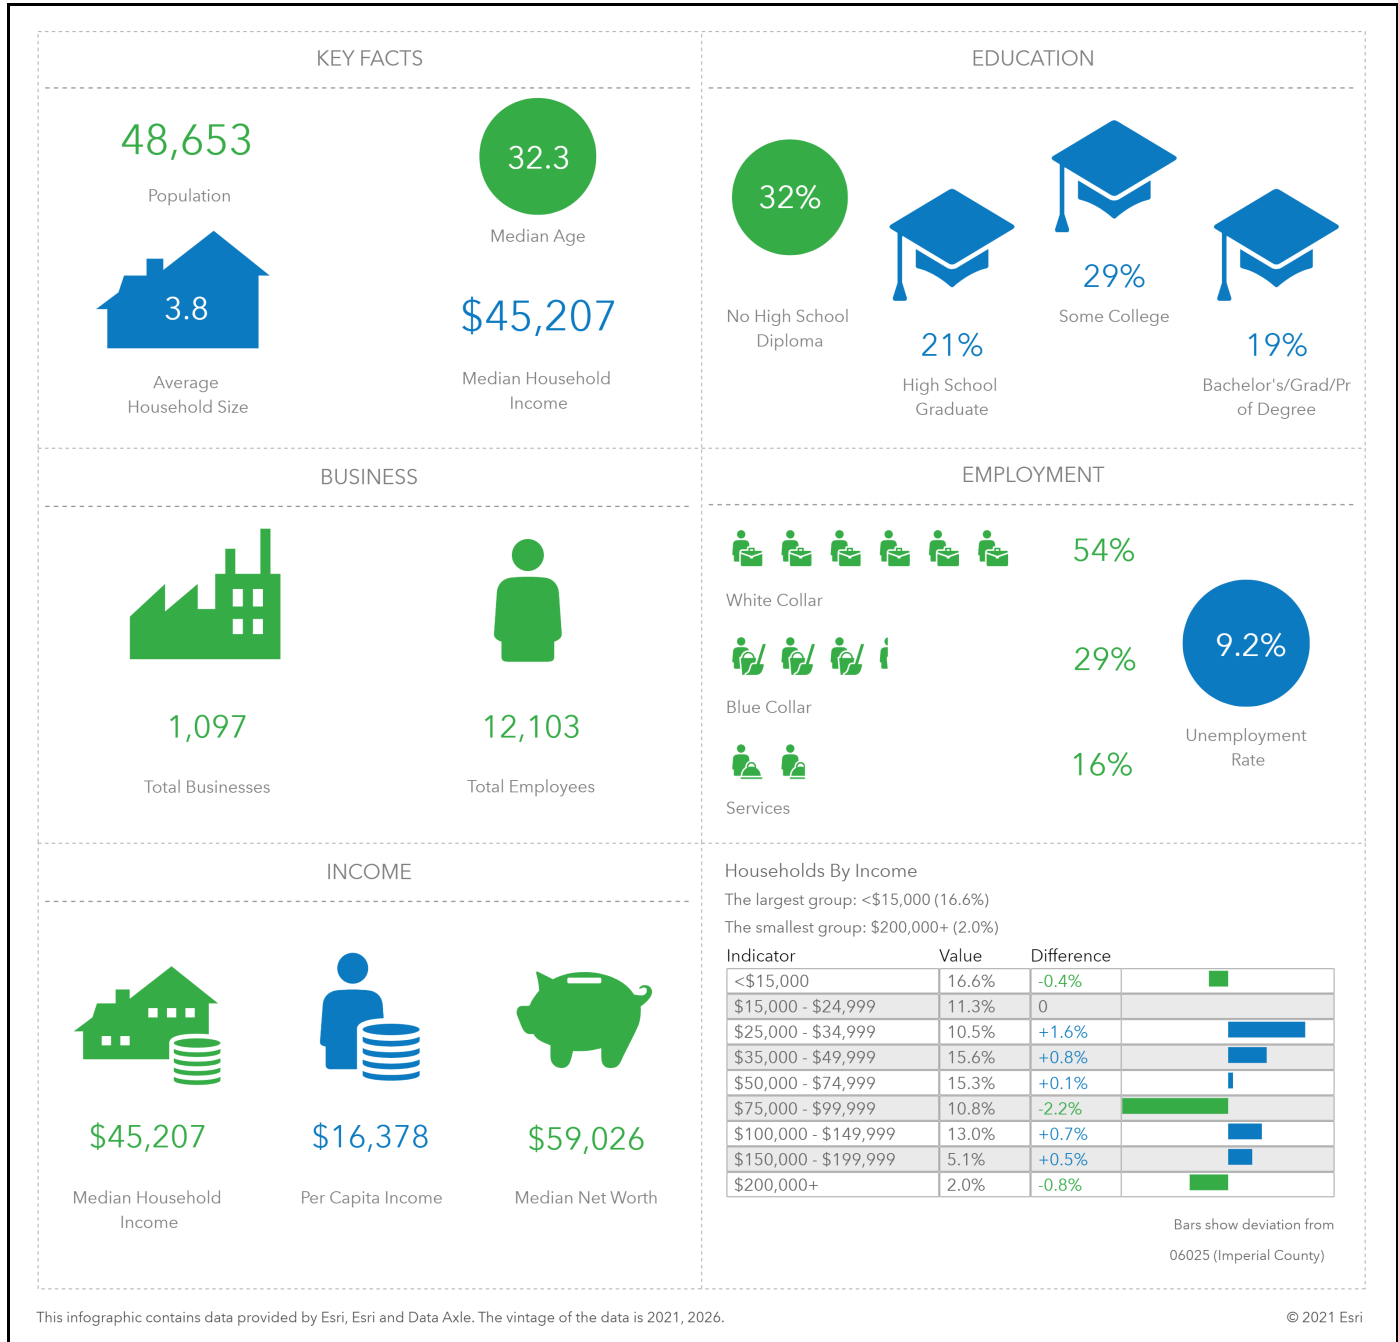 KEY FACTS
48,653
Population
32.3
Median Age
3.8
Average
Household Size
$45,207
Median Household
Income
EDUCATION
32%
No High School
Diploma
21%
High School
Graduate
29%
Some College
19%
Bachelor's/Grad/Pr
of Degree
BUSINESS
1,097
Total Businesses
12,103
Total Employees
EMPLOYMENT
54%
White Collar
29%
Blue Collar
16%
Services
9.2%
Unemployment
Rate
INCOME
$45,207
Median Household
Income
$16,378
Per Capita Income
$59,026
Median Net Worth
Households By Income
The largest group: <$15,000 (16.6%)
The smallest group: $200,000+ (2.0%)
Indicator Value Difference
<$15,000 16.6% -0.4%
$15,000 - $24,999 11.3% 0
$25,000 - $34,999 10.5% +1.6%
$35,000 - $49,999 15.6% +0.8%
$50,000 - $74,999 15.3% +0.1%
$75,000 - $99,999 10.8% -2.2%
$100,000 - $149,999 13.0% +0.7%
$150,000 - $199,999 5.1% +0.5%
$200,000+ 2.0% -0.8%
Bars show deviation from
06025 (Imperial County)
This infographic contains data provided by Esri, Esri and Data Axle. The vintage of the data is 2021, 2026.
© 2021 Esri